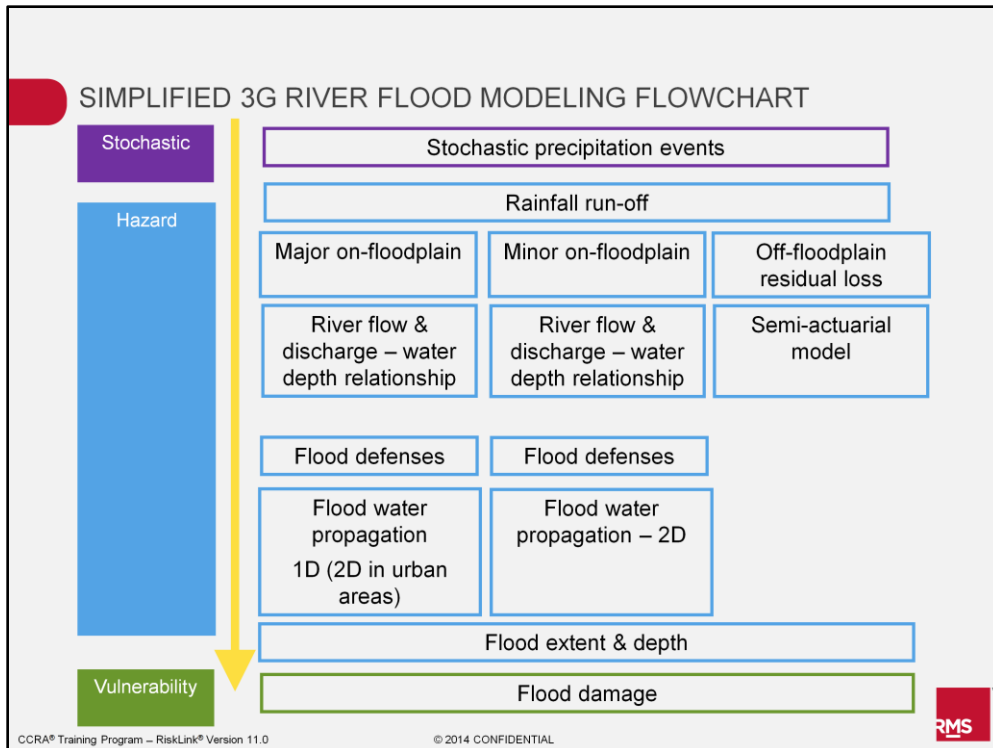 SIMPLIFIED 3G RIVER FLOOD MODELING FLOWCHART
Stochastic
Stochastic precipitation events
Hazard
Rainfall run-off
Major on-floodplain
Minor on-floodplain
Off-floodplain
residual loss
River flow &
discharge – water
depth relationship
River flow &
discharge – water
depth relationship
Semi-actuarial
model
Flood defenses
Flood defenses
Flood water
propagation
1D (2D in urban
areas)
Flood water
propagation – 2D
Flood extent & depth
Vulnerability
Flood damage
CCRA® Training Program – RiskLink® Version 11.0
© 2014 CONFIDENTIAL
RMS